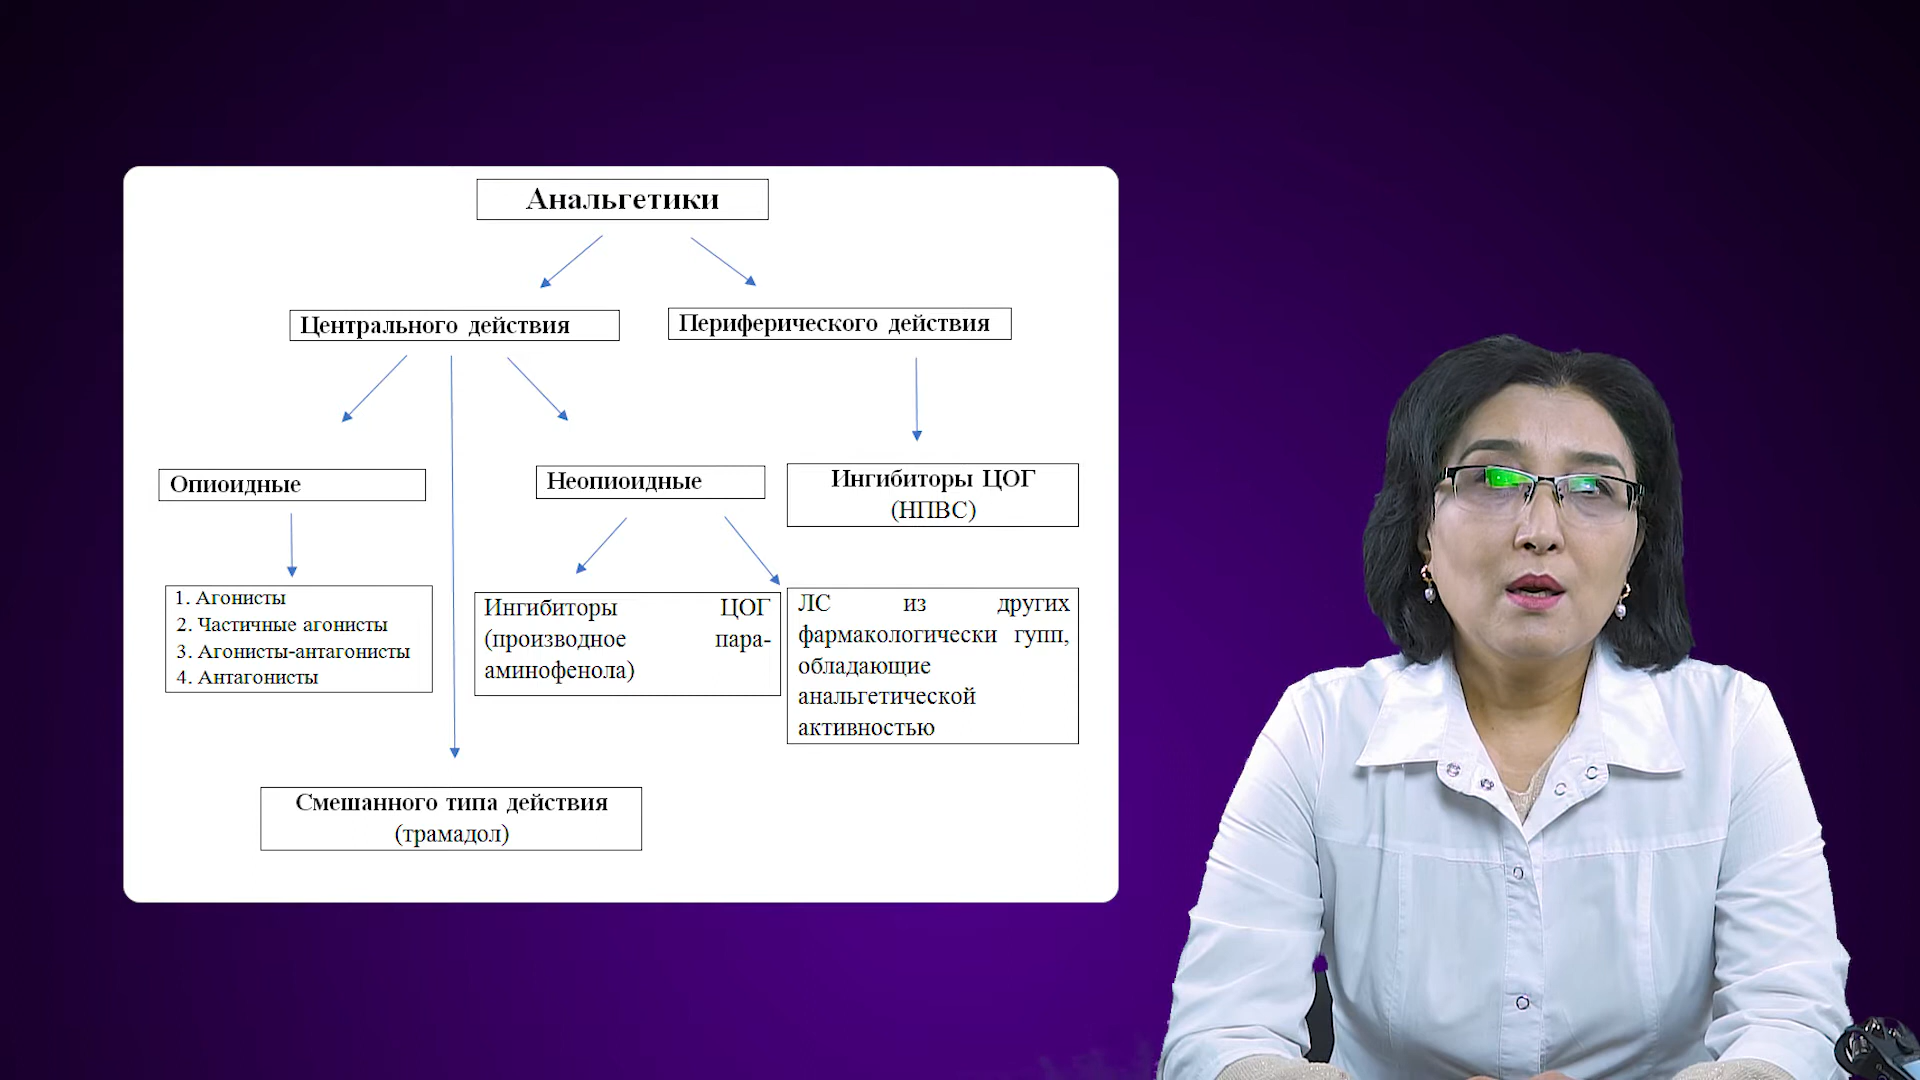 Анальгетики
Центрального действия
Периферического действия
Опиоидные
Неопиоидные
Ингибиторы ЦОГ
(НПВС)
1. Агонисты
2. Частичные агонисты
3. Агонисты-антагонисты
4. Антагонисты
Ингибиторы ЦОГ
(производное пара-
аминофенола)
ЛС из других
фармакологически гупп,
обладающие
анальгетической
активностью
Смешанного типа действия
(трамадол)